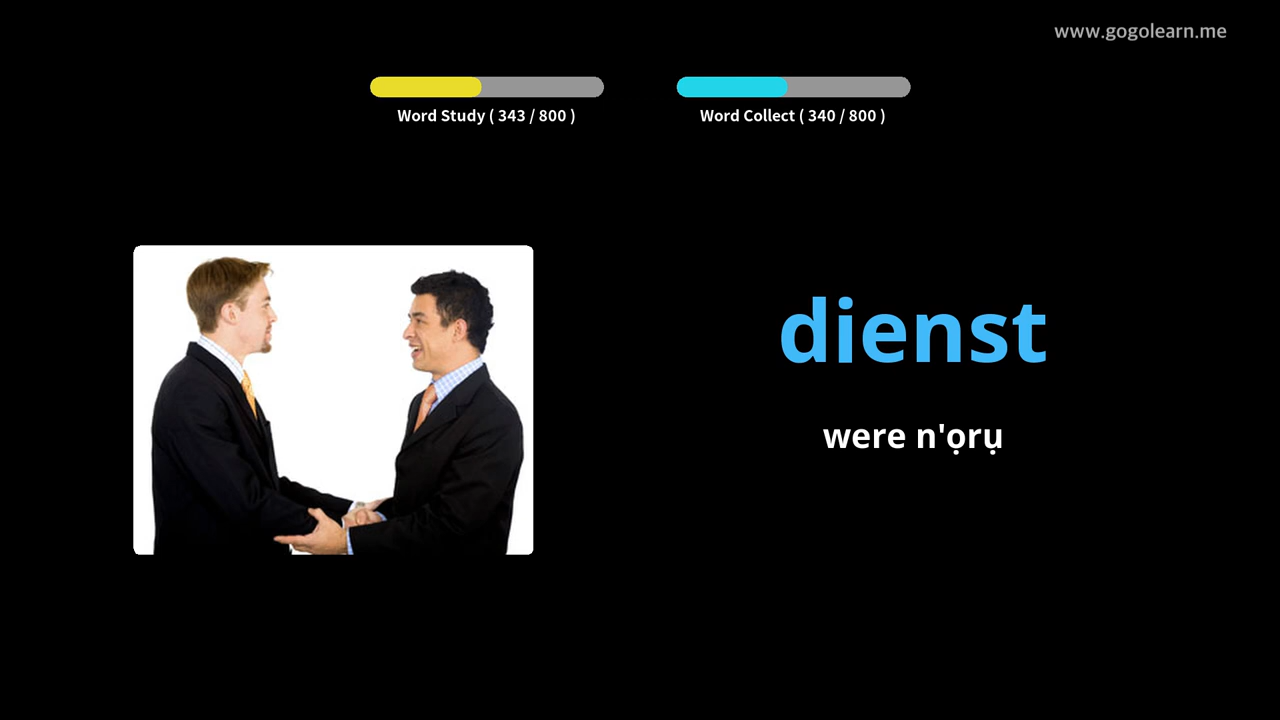 www.gogolearn.me
Word Study ( 343 / 800 )
Word Collect ( 340 / 800 )
dienst
were n'ọrụ